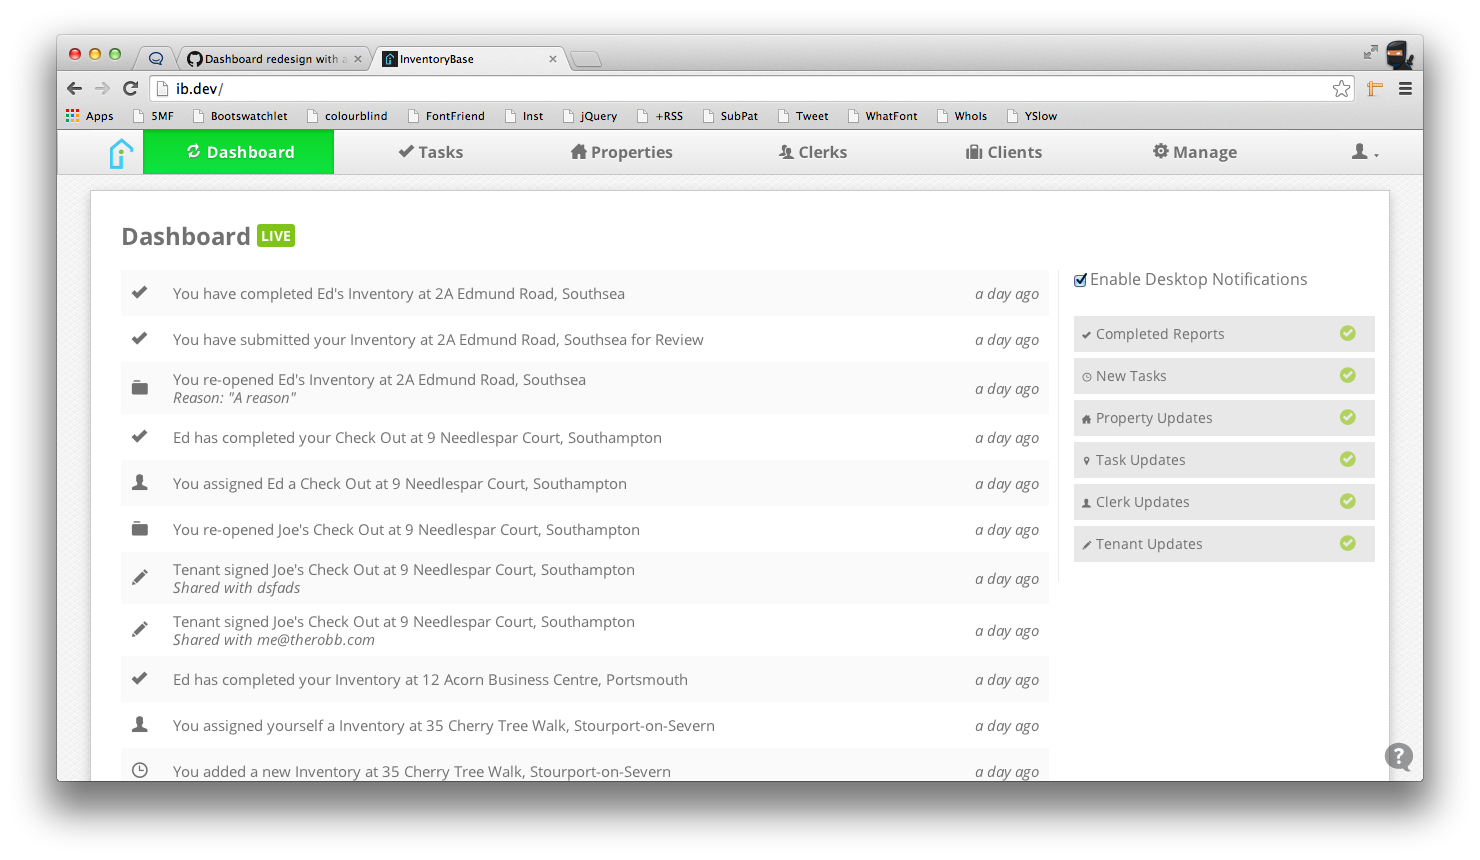 Dashboard redesign with a
InventoryBase
ib.dev/
Apps 5MF Bootswatchlet colourblind FontFriend Inst jQuery +RSS SubPat Tweet WhatFont WhoIs YSlow
Dashboard Tasks Properties Clerks Clients Manage
Dashboard LIVE
Enable Desktop Notifications
You have completed Ed's Inventory at 2A Edmund Road, Southsea a day ago
You have submitted your Inventory at 2A Edmund Road, Southsea for Review a day ago
You re-opened Ed's Inventory at 2A Edmund Road, Southsea
Reason: "A reason" a day ago
Ed has completed your Check Out at 9 Needlespar Court, Southampton a day ago
You assigned Ed a Check Out at 9 Needlespar Court, Southampton a day ago
You re-opened Joe's Check Out at 9 Needlespar Court, Southampton a day ago
Tenant signed Joe's Check Out at 9 Needlespar Court, Southampton
Shared with dsfads a day ago
Tenant signed Joe's Check Out at 9 Needlespar Court, Southampton
Shared with me@therobb.com a day ago
Ed has completed your Inventory at 12 Acorn Business Centre, Portsmouth a day ago
You assigned yourself a Inventory at 35 Cherry Tree Walk, Stourport-on-Severn a day ago
You added a new Inventory at 35 Cherry Tree Walk, Stourport-on-Severn a day ago
Completed Reports
New Tasks
Property Updates
Task Updates
Clerk Updates
Tenant Updates
?